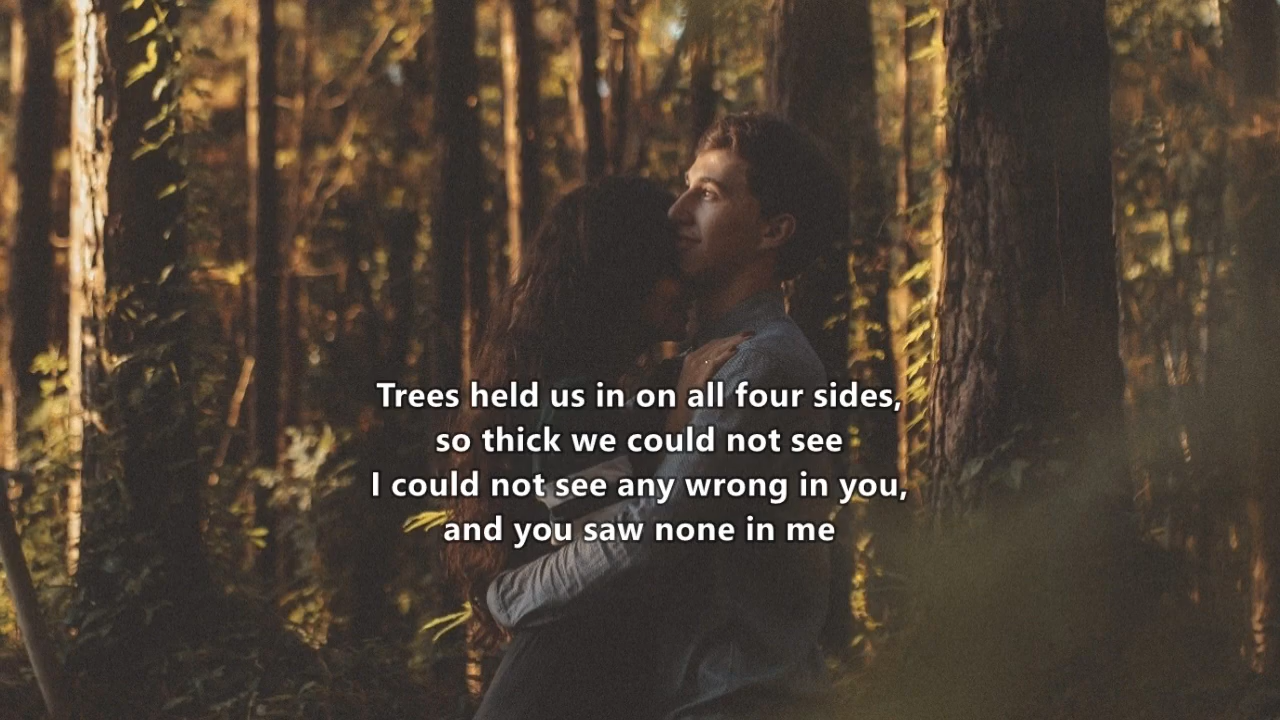 Trees held us in on all four sides,
so thick we could not see
I could not see any wrong in you,
and you saw none in me